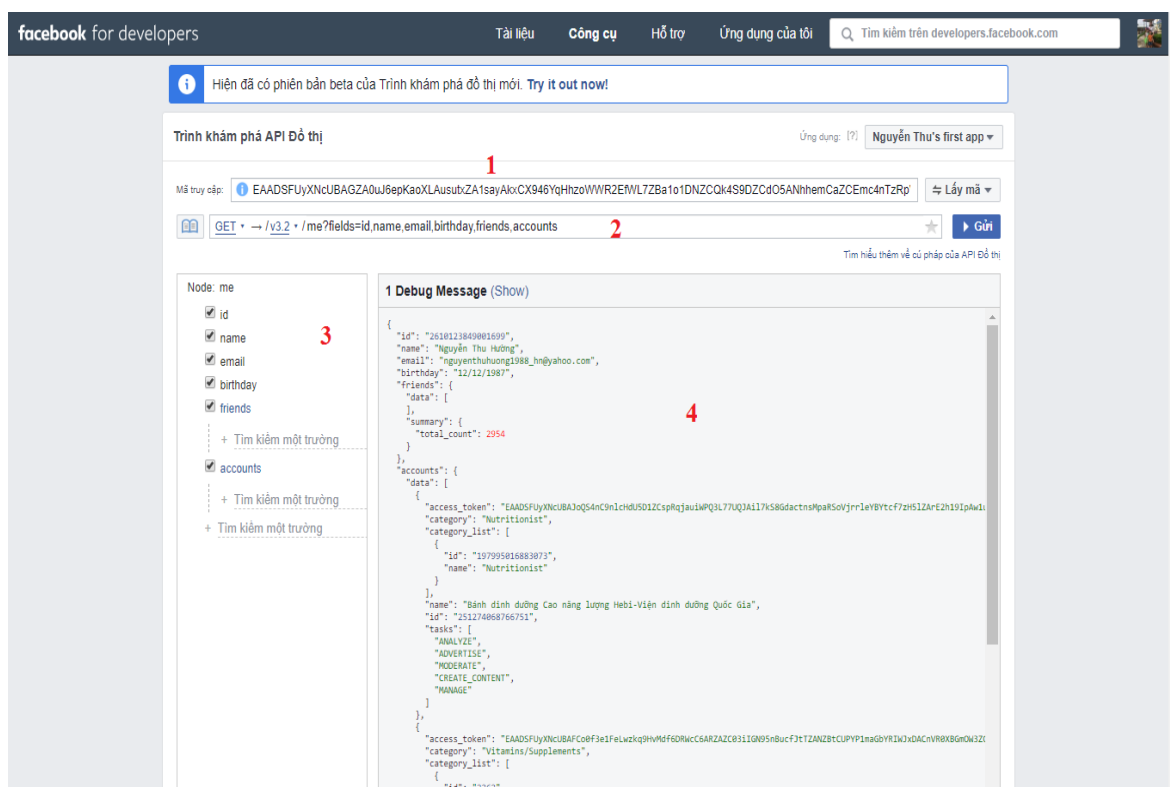 facebook for developers Tài liệu Công cụ Hỗ trợ Ứng dụng của tôi Tìm kiếm trên developers.facebook.com
Hiện đã có phiên bản beta của Trình khám phá đồ thị mới. Try it out now!
Trình khám phá API Đồ thị Ứng dụng: [?] Nguyễn Thu's first app
1
Mã truy cập: Lấy mã
GET → /v3.2 /me?fields=id,name,email,birthday,friends,accounts 2 Gửi
Tìm hiểu thêm về cú pháp của API Đồ thị
Node: me
id
name
3
email
birthday
friends
+ Tìm kiếm một trường
accounts
+ Tìm kiếm một trường
+ Tìm kiếm một trường
1 Debug Message (Show)
{
"id": "2610123849001699",
"name": "Nguyễn Thu Hường",
"email": "nguyenthuhuong1988_hn@yahoo.com",
"birthday": "12/12/1987",
"friends": {
"data": [
],
4
"summary": {
"total_count": 2954
}
},
"accounts": {
"data": [
{
"access_token":
"category": "Nutritionist",
"category_list": [
{
"id": "197995016883073",
"name": "Nutritionist"
}
],
"name": "Bánh dinh dưỡng Cao năng lượng Hebi-Viện dinh dưỡng Quốc Gia",
"id": "251274068766751",
"tasks": [
"ANALYZE",
"ADVERTISE",
"MODERATE",
"CREATE_CONTENT",
"MANAGE"
]
},
{
"access_token":
"category": "Vitamins/Supplements",
"category_list": [
{